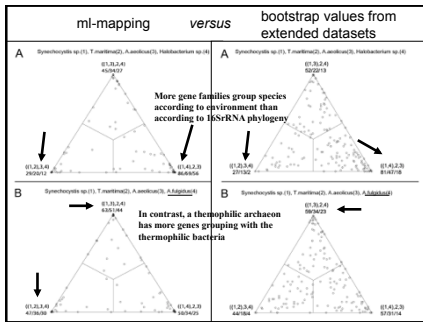 ml-mapping
versus
bootstrap values from
extended datasets
A
Synechocystis sp.(1), T.maritima(2), A.aeolicus(3), Halobacterium sp.(4)
((1,3),2,4)
45/34/27
((1,2),3,4)
29/20/12
((1,4),2,3)
86/69/56
A
Synechocystis sp.(1), T.maritima(2), A.aeolicus(3), Halobacterium sp.(4)
((1,3),2,4)
52/22/13
((1,2),3,4)
27/13/2
((1,4),2,3)
81/47/18
More gene families group species
according to environment than
according to 16SrRNA phylogeny
B
Synechocystis sp.(1), T.maritima(2), A.aeolicus(3), A.fulgidus(4)
((1,3),2,4)
63/51/44
((1,2),3,4)
47/36/30
((1,4),2,3)
50/34/25
B
Synechocystis sp.(1), T.maritima(2), A.aeolicus(3), A.fulgidus(4)
((1,3),2,4)
59/34/23
((1,2),3,4)
44/18/4
((1,4),2,3)
57/31/14
In contrast, a themophilic archaeon
has more genes grouping with the
thermophilic bacteria